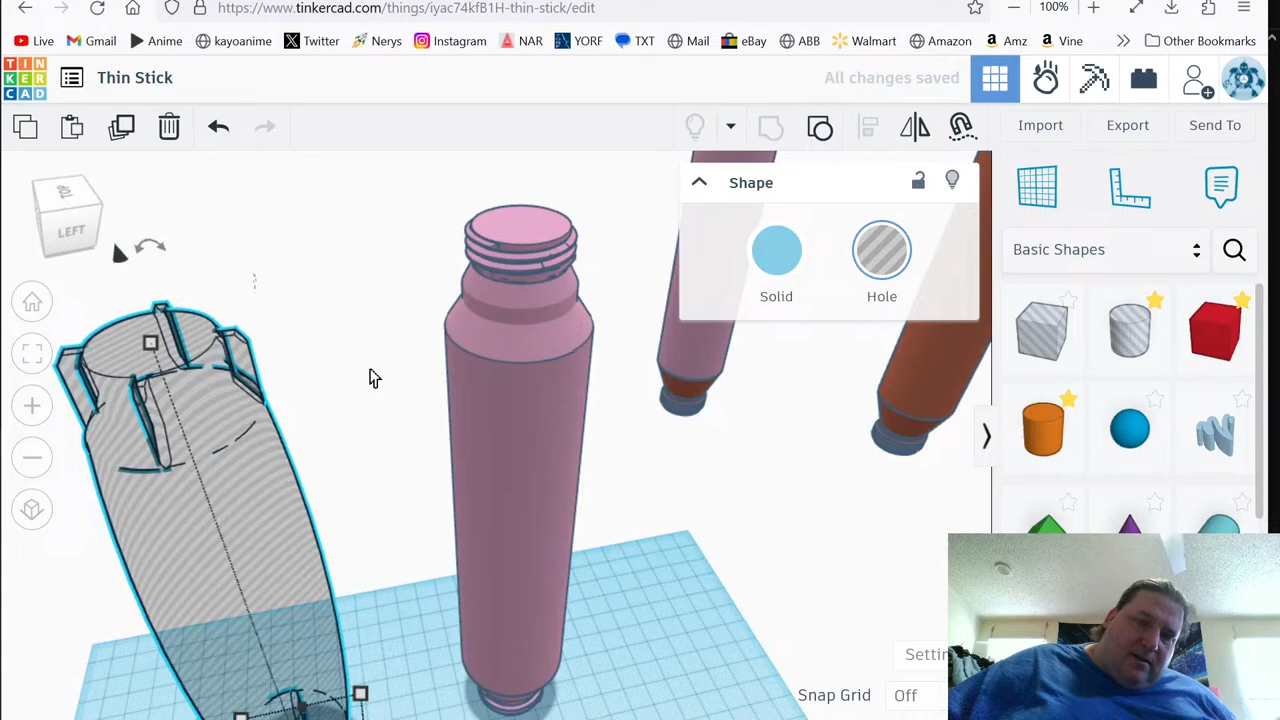 https://www.tinkercad.com/things/iyac74kfB1H-thin-stick/edit
100%
Live
Gmail
Anime
kayoanime
Twitter
Nerys
Instagram
NAR
YORF
TXT
Mail
eBay
ABB
Walmart
Amazon
Amz
Vine
Other Bookmarks
TIN
KER
CAD
Thin Stick
All changes saved
Import
Export
Send To
TOP
LEFT
Shape
Solid
Hole
Basic Shapes
Settin
Snap Grid
Off